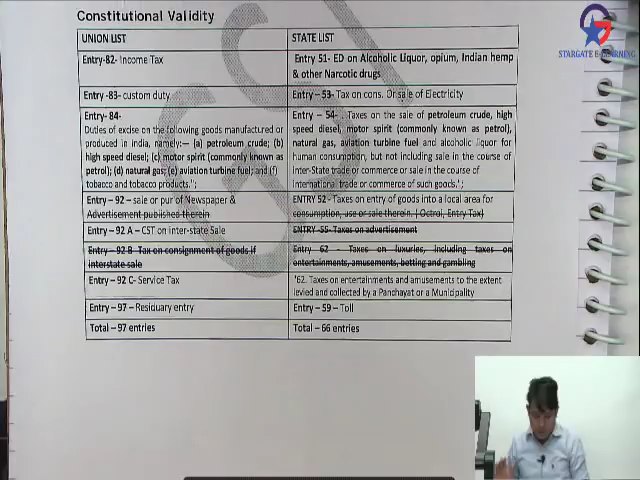 Constitutional Validity
STARGATE E-LEARNING
UNION LIST
STATE LIST
Entry-82- Income Tax
Entry 51- ED on Alcoholic Liquor, opium, Indian hemp
& other Narcotic drugs
Entry -83- custom duty
Entry – 53- Tax on cons. Or sale of Electricity
Entry- 84-
Duties of excise on the following goods manufactured or
produced in India, namely:— (a) petroleum crude; (b)
high speed diesel; (c) motor spirit (commonly known as
petrol); (d) natural gas; (e) aviation turbine fuel; and (f)
tobacco and tobacco products.";
Entry – 54- . Taxes on the sale of petroleum crude, high
speed diesel, motor spirit (commonly known as petrol),
natural gas, aviation turbine fuel and alcoholic liquor for
human consumption, but not including sale in the course of
inter-State trade or commerce or sale in the course of
International trade or commerce of such goods.';
Entry – 92 – sale or pur of Newspaper &
Advertisement published therein
ENTRY 52 - Taxes on entry of goods into a local area for
consumption, use or sale therein. [ Octroi, Entry Tax]
Entry – 92 A – CST on inter-state Sale
ENTRY -55- Taxes on advertisement
Entry – 92 B- Tax on consignment of goods if
interstate sale
Entry 62 - Taxes on luxuries, including taxes on
entertainments, amusements, betting and gambling
Entry – 92 C- Service Tax
'62. Taxes on entertainments and amusements to the extent
levied and collected by a Panchayat or a Municipality
Entry – 97 – Residuary entry
Entry – 59 – Toll
Total – 97 entries
Total – 66 entries